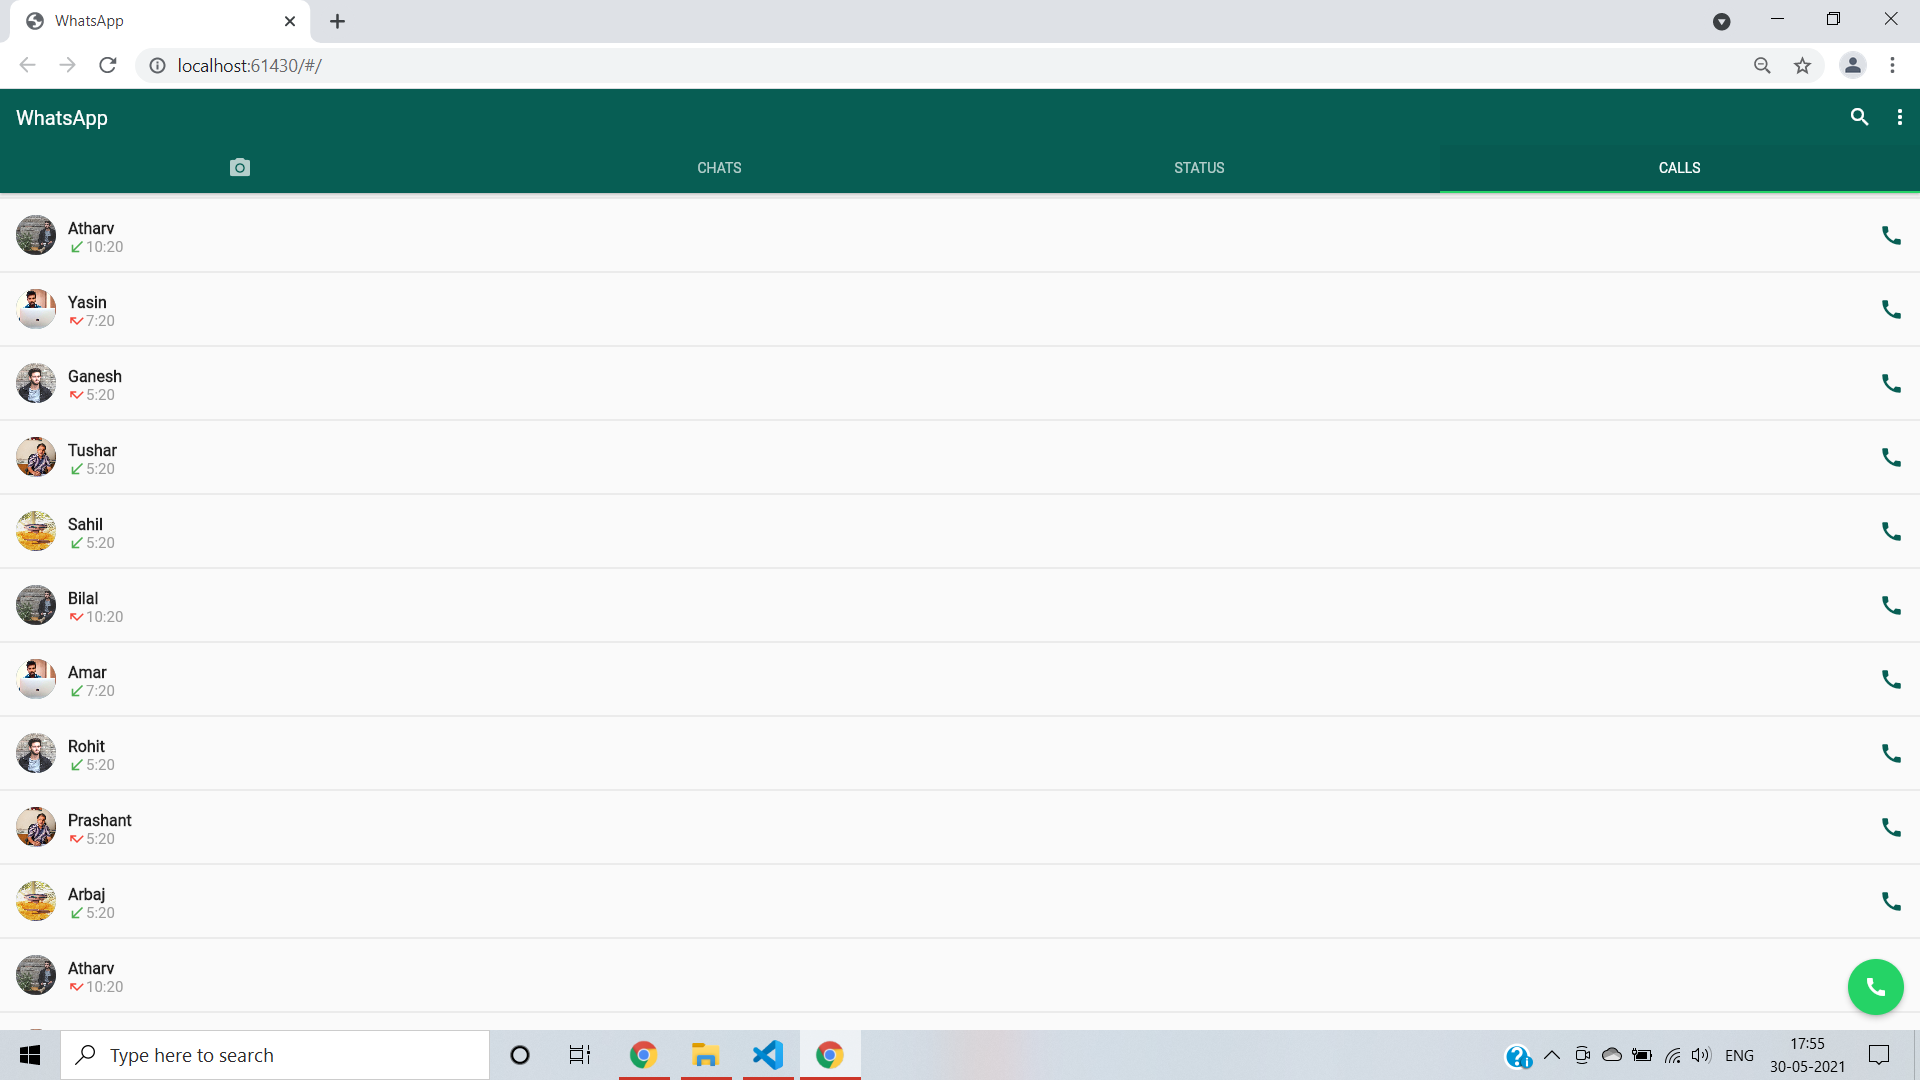 WhatsApp
localhost:61430/#/
WhatsApp
CHATS STATUS CALLS
Atharv
10:20
Yasin
7:20
Ganesh
5:20
Tushar
5:20
Sahil
5:20
Bilal
10:20
Amar
7:20
Rohit
5:20
Prashant
5:20
Arbaj
5:20
Atharv
10:20
Type here to search
ENG
17:55
30-05-2021